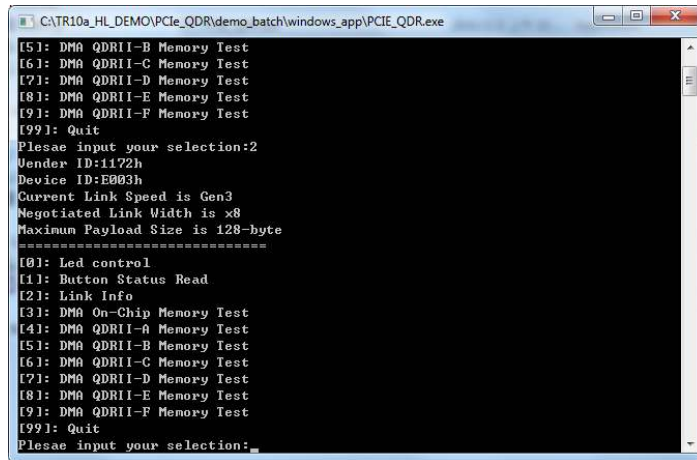 C:\TR10a_HL_DEMO\PCIe_QDR\demo_batch\windows_app\PCIE_QDR.exe
[5]: DMA QDRII-B Memory Test
[6]: DMA QDRII-C Memory Test
[7]: DMA QDRII-D Memory Test
[8]: DMA QDRII-E Memory Test
[9]: DMA QDRII-F Memory Test
[99]: Quit
Plesae input your selection:2
Vender ID:1172h
Device ID:E003h
Current Link Speed is Gen3
Negotiated Link Width is x8
Maximum Payload Size is 128-byte
==============================
[0]: Led control
[1]: Button Status Read
[2]: Link Info
[3]: DMA On-Chip Memory Test
[4]: DMA QDRII-A Memory Test
[5]: DMA QDRII-B Memory Test
[6]: DMA QDRII-C Memory Test
[7]: DMA QDRII-D Memory Test
[8]: DMA QDRII-E Memory Test
[9]: DMA QDRII-F Memory Test
[99]: Quit
Plesae input your selection:_